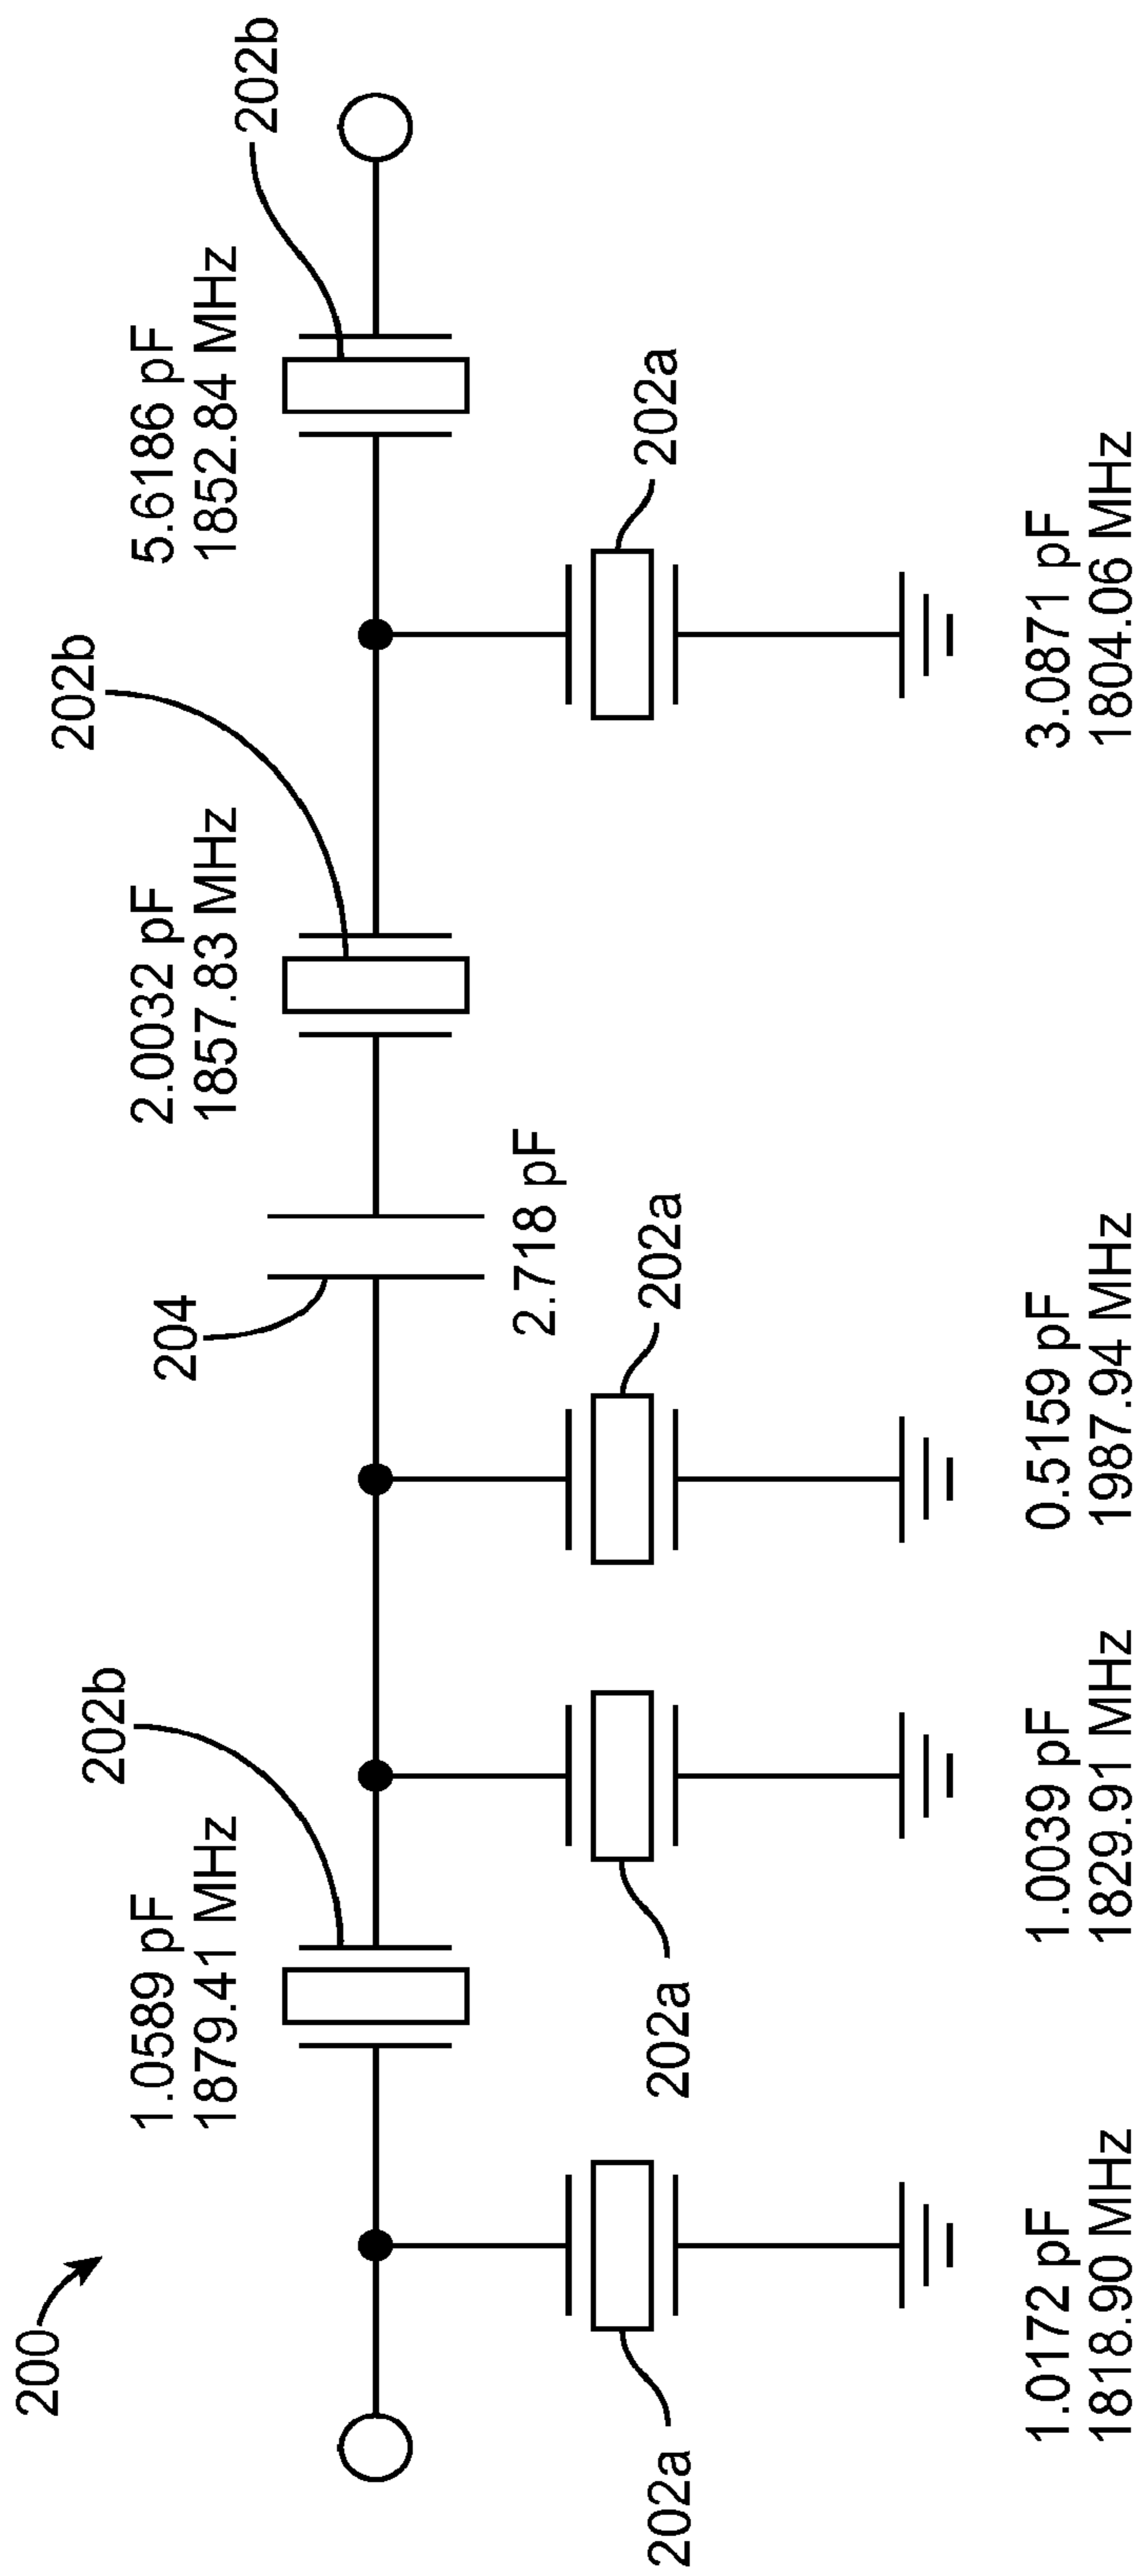 200
1.0589 pF
1879.41 MHz
202b
2.0032 pF
1857.83 MHz
202b
5.6186 pF
1852.84 MHz
202b
204
2.718 pF
202a
202a
202a
202a
1.0172 pF
1818.90 MHz
1.0039 pF
1829.91 MHz
0.5159 pF
1987.94 MHz
3.0871 pF
1804.06 MHz